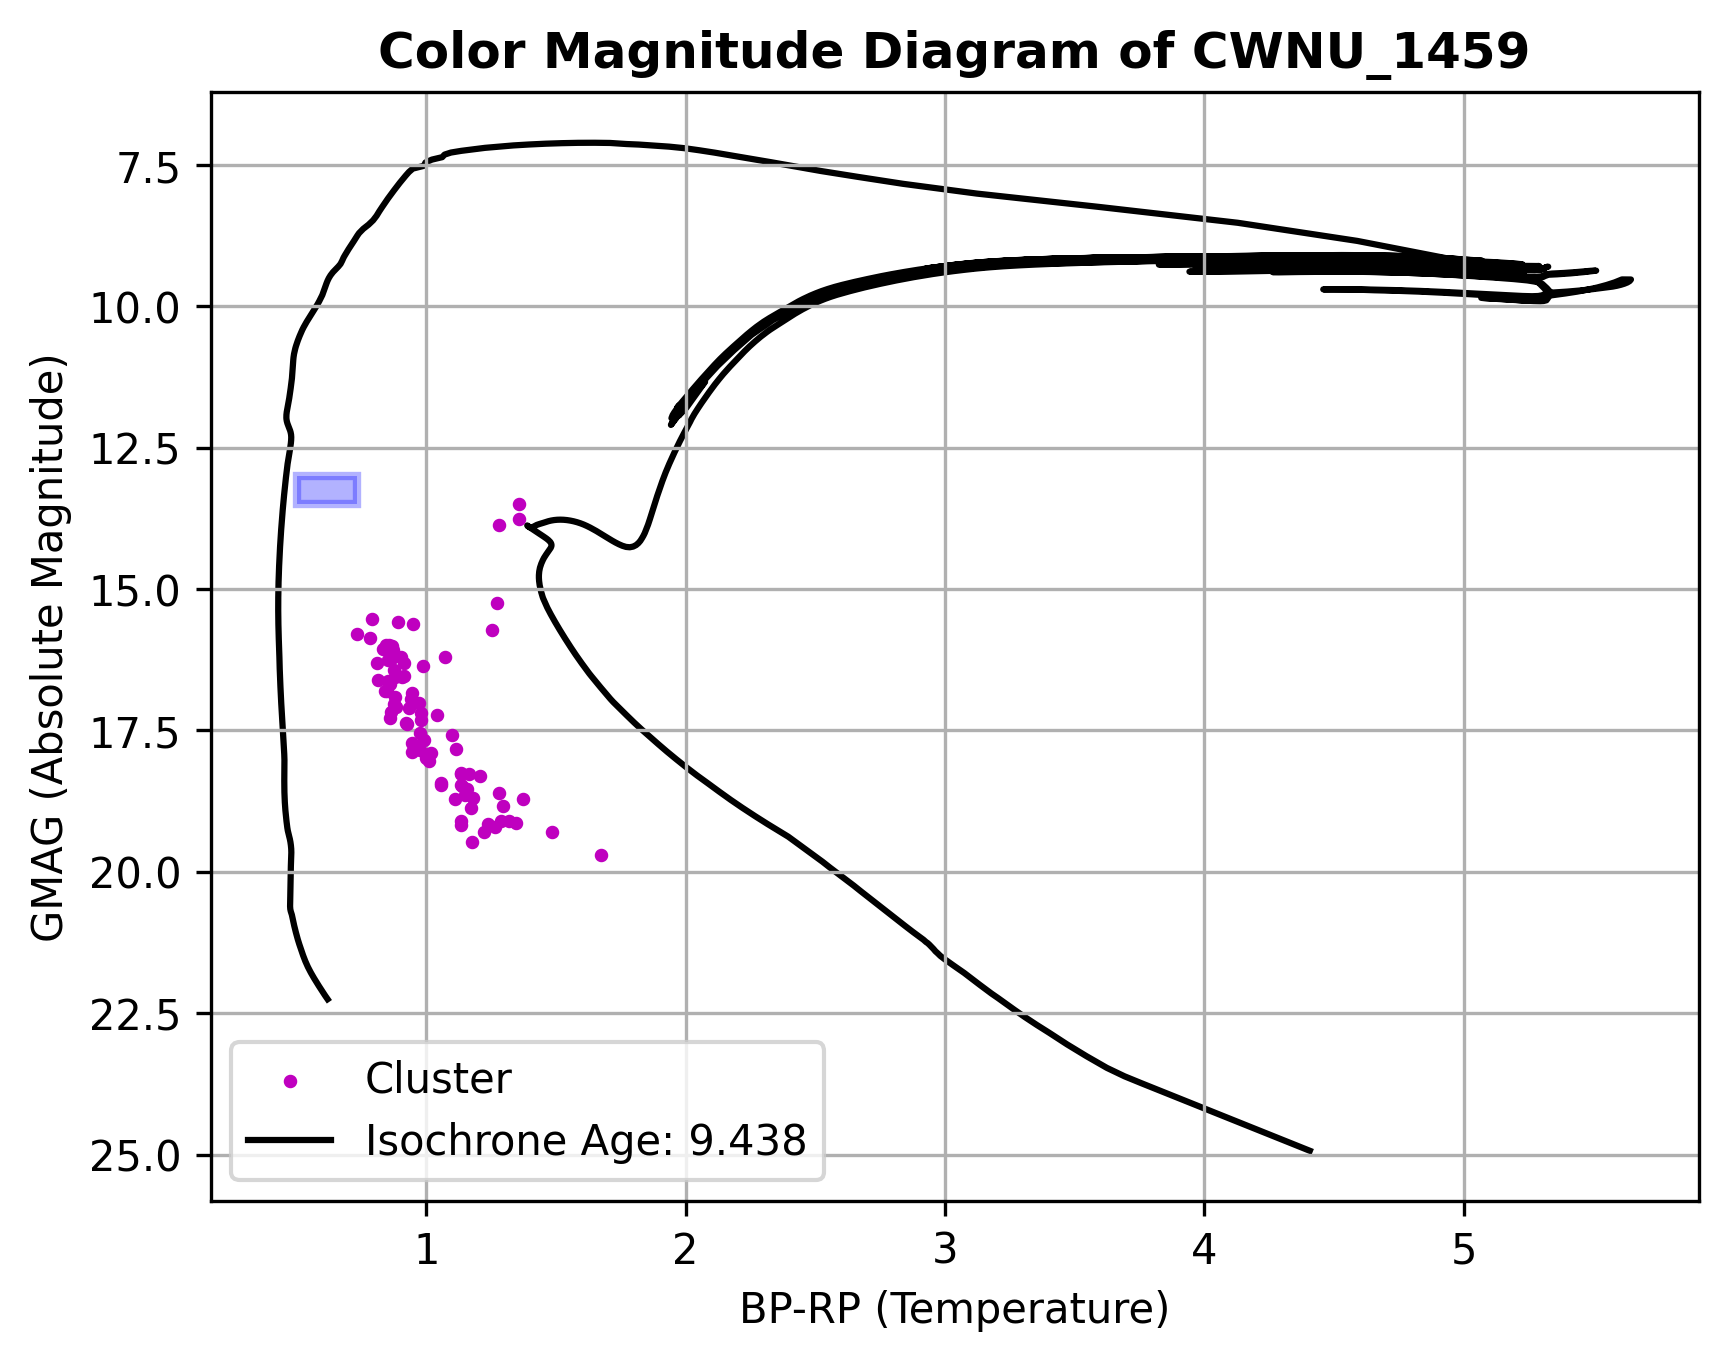 Color Magnitude Diagram of CWNU_1459
GMAG (Absolute Magnitude)
7.5
10.0
12.5
15.0
17.5
20.0
22.5
25.0
Cluster
Isochrone Age: 9.438
1
2
3
4
5
BP-RP (Temperature)